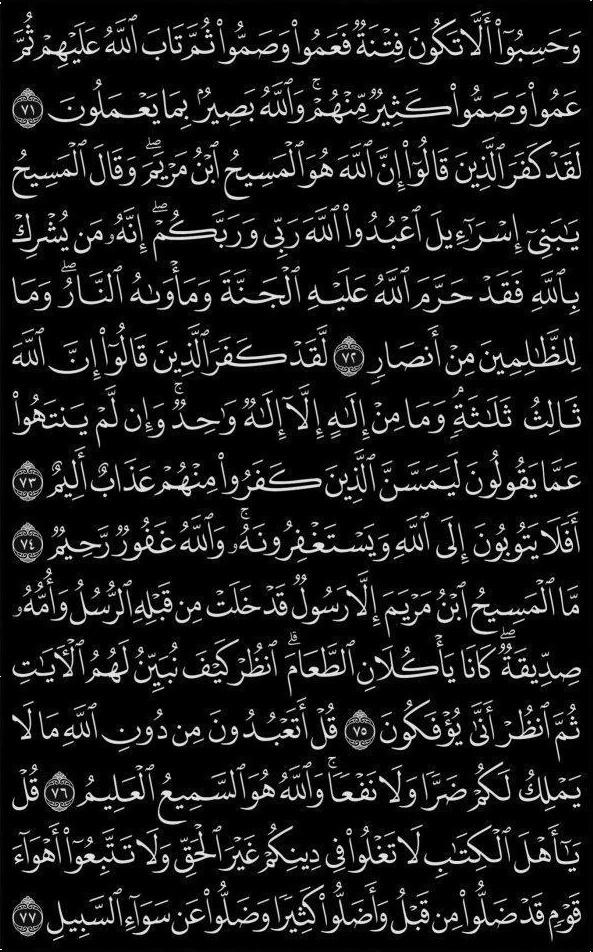 وَحَسِبُوٓا۟ أَلَّا تَكُونَ فِتْنَةٌ فَعَمُوا۟ وَصَمُّوا۟ ثُمَّ تَابَ ٱللَّهُ عَلَيْهِمْ ثُمَّ
عَمُوا۟ وَصَمُّوا۟ كَثِيرٌ مِّنْهُمْ ۚ وَٱللَّهُ بَصِيرٌۢ بِمَا يَعْمَلُونَ ٧١
لَقَدْ كَفَرَ ٱلَّذِينَ قَالُوٓا۟ إِنَّ ٱللَّهَ هُوَ ٱلْمَسِيحُ ٱبْنُ مَرْيَمَ ۖ وَقَالَ ٱلْمَسِيحُ
يَـٰبَنِىٓ إِسْرَٰٓءِيلَ ٱعْبُدُوا۟ ٱللَّهَ رَبِّى وَرَبَّكُمْ ۖ إِنَّهُۥ مَن يُشْرِكْ
بِٱللَّهِ فَقَدْ حَرَّمَ ٱللَّهُ عَلَيْهِ ٱلْجَنَّةَ وَمَأْوَىٰهُ ٱلنَّارُ ۖ وَمَا
لِلظَّـٰلِمِينَ مِنْ أَنصَارٍ ٧٢ لَّقَدْ كَفَرَ ٱلَّذِينَ قَالُوٓا۟ إِنَّ ٱللَّهَ
ثَالِثُ ثَلَـٰثَةٍ ۘ وَمَا مِنْ إِلَـٰهٍ إِلَّآ إِلَـٰهٌ وَٰحِدٌ ۚ وَإِن لَّمْ يَنتَهُوا۟
عَمَّا يَقُولُونَ لَيَمَسَّنَّ ٱلَّذِينَ كَفَرُوا۟ مِنْهُمْ عَذَابٌ أَلِيمٌ ٧٣
أَفَلَا يَتُوبُونَ إِلَى ٱللَّهِ وَيَسْتَغْفِرُونَهُۥ ۚ وَٱللَّهُ غَفُورٌ رَّحِيمٌ ٧٤
مَّا ٱلْمَسِيحُ ٱبْنُ مَرْيَمَ إِلَّا رَسُولٌ قَدْ خَلَتْ مِن قَبْلِهِ ٱلرُّسُلُ وَأُمُّهُۥ
صِدِّيقَةٌ ۖ كَانَا يَأْكُلَانِ ٱلطَّعَامَ ۗ ٱنظُرْ كَيْفَ نُبَيِّنُ لَهُمُ ٱلْـَٔايَـٰتِ
ثُمَّ ٱنظُرْ أَنَّىٰ يُؤْفَكُونَ ٧٥ قُلْ أَتَعْبُدُونَ مِن دُونِ ٱللَّهِ مَا لَا
يَمْلِكُ لَكُمْ ضَرًّا وَلَا نَفْعًا ۚ وَٱللَّهُ هُوَ ٱلسَّمِيعُ ٱلْعَلِيمُ ٧٦ قُلْ
يَـٰٓأَهْلَ ٱلْكِتَـٰبِ لَا تَغْلُوا۟ فِى دِينِكُمْ غَيْرَ ٱلْحَقِّ وَلَا تَتَّبِعُوٓا۟ أَهْوَآءَ
قَوْمٍ قَدْ ضَلُّوا۟ مِن قَبْلُ وَأَضَلُّوا۟ كَثِيرًا وَضَلُّوا۟ عَن سَوَآءِ ٱلسَّبِيلِ ٧٧